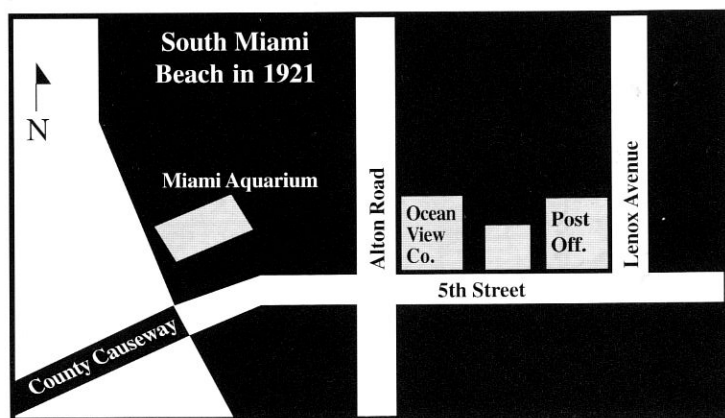 South Miami
Beach in 1921
N
Miami Aquarium
Alton Road
Ocean
View
Co.
Post
Off.
Lenox Avenue
5th Street
County Causeway